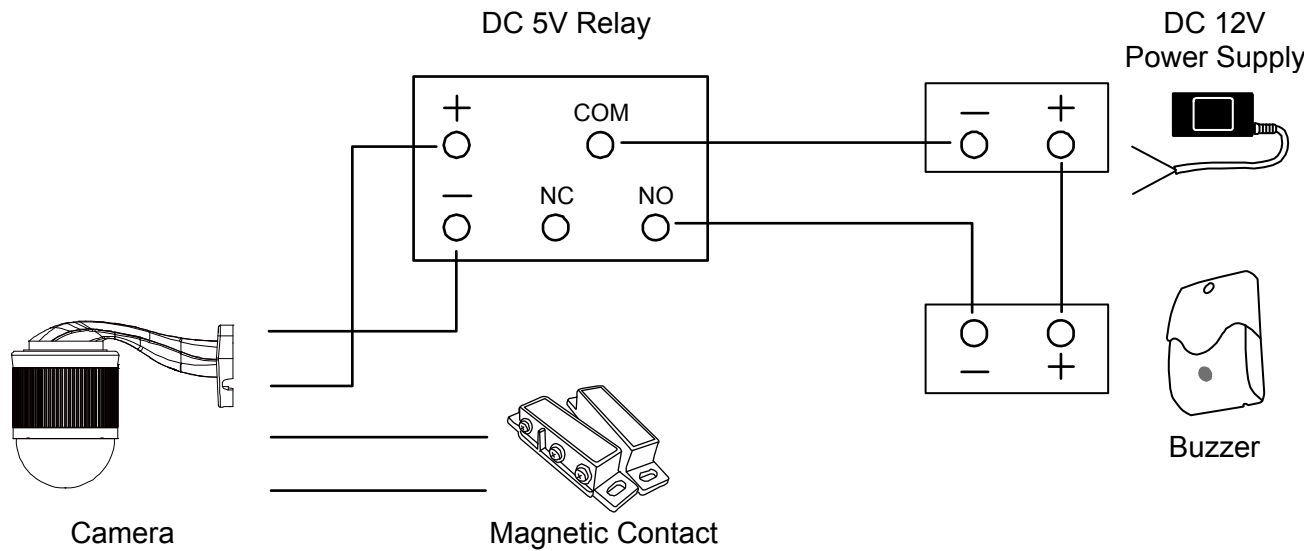 DC 5V Relay
DC 12V
Power Supply
+
COM
—
+
—
NC
NO
—
+
Buzzer
Camera
Magnetic Contact